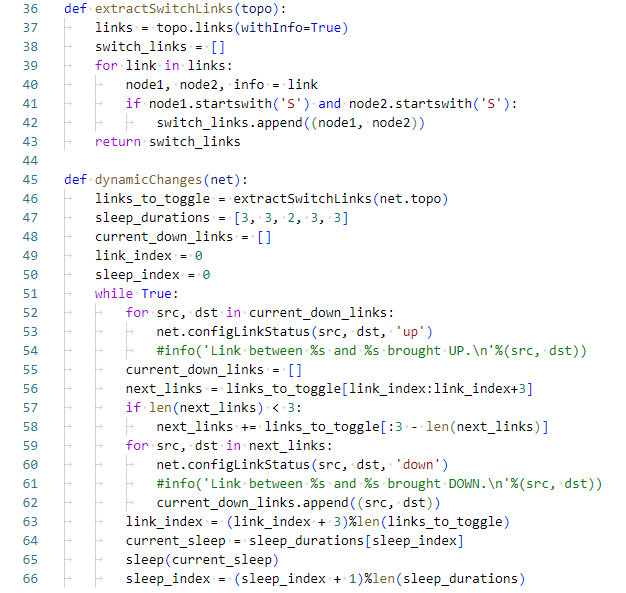 36 def extractSwitchLinks(topo):
37     links = topo.links(withInfo=True)
38     switch_links = []
39     for link in links:
40         node1, node2, info = link
41         if node1.startswith('S') and node2.startswith('S'):
42             switch_links.append((node1, node2))
43     return switch_links
44
45 def dynamicChanges(net):
46     links_to_toggle = extractSwitchLinks(net.topo)
47     sleep_durations = [3, 3, 2, 3, 3]
48     current_down_links = []
49     link_index = 0
50     sleep_index = 0
51     while True:
52         for src, dst in current_down_links:
53             net.configLinkStatus(src, dst, 'up')
54             #info('Link between %s and %s brought UP.\n'%(src, dst))
55         current_down_links = []
56         next_links = links_to_toggle[link_index:link_index+3]
57         if len(next_links) < 3:
58             next_links += links_to_toggle[:3 - len(next_links)]
59         for src, dst in next_links:
60             net.configLinkStatus(src, dst, 'down')
61             #info('Link between %s and %s brought DOWN.\n'%(src, dst))
62             current_down_links.append((src, dst))
63         link_index = (link_index + 3)%len(links_to_toggle)
64         current_sleep = sleep_durations[sleep_index]
65         sleep(current_sleep)
66         sleep_index = (sleep_index + 1)%len(sleep_durations)